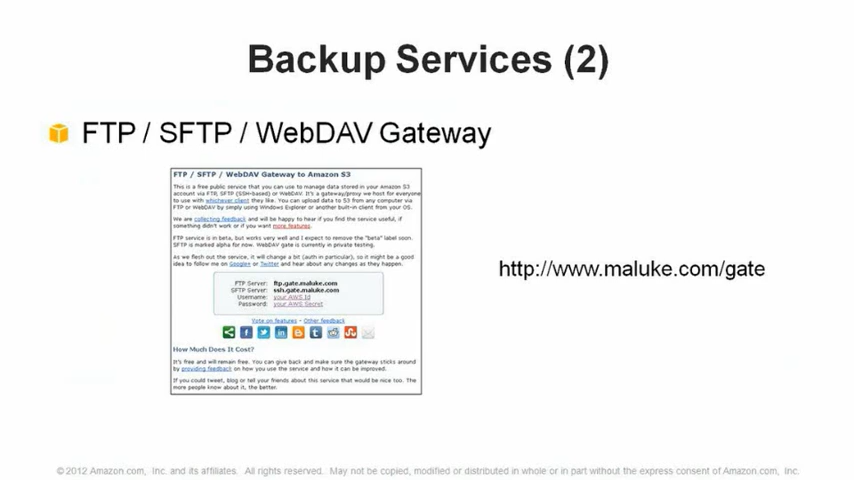 Backup Services (2)
FTP / SFTP / WebDAV Gateway
FTP / SFTP / WebDAV Gateway to Amazon S3
This is a free public service that you can use to manage data stored in your Amazon S3
account via FTP, SFTP (SSH-based) or WebDAV. It's a gateway/proxy we host for everyone
to use with whichever client they like. You can upload data to S3 from any computer via
FTP or WebDAV by simply using Windows Explorer or another built-in client from your OS.
We are collecting feedback and will be happy to hear if you find the service useful, if
something didn't work or if you want more features.
FTP service is in beta, but works very well and I expect to remove the "beta" label soon.
SFTP is marked alpha for now. WebDAV gate is currently in private testing.
As we flesh out the service, it will change a bit (auth in particular), so it might be a good
idea to follow me on Google+ or Twitter and hear about any changes as they happen.
FTP Server: ftp.gate.maluke.com
SFTP Server: ssh.gate.maluke.com
Username: your AWS Id
Password: your AWS Secret
Vote on features - Other feedback
How Much Does It Cost?
It's free and will remain free. You can give back and make sure the gateway sticks around
by providing feedback on how you use the service and how it can be improved.
If you could tweet, blog or tell your friends about this service that would be nice too. The
more people know about it, the better.
http://www.maluke.com/gate
© 2012 Amazon.com, Inc. and its affiliates. All rights reserved. May not be copied, modified or distributed in whole or in part without the express consent of Amazon.com, Inc.